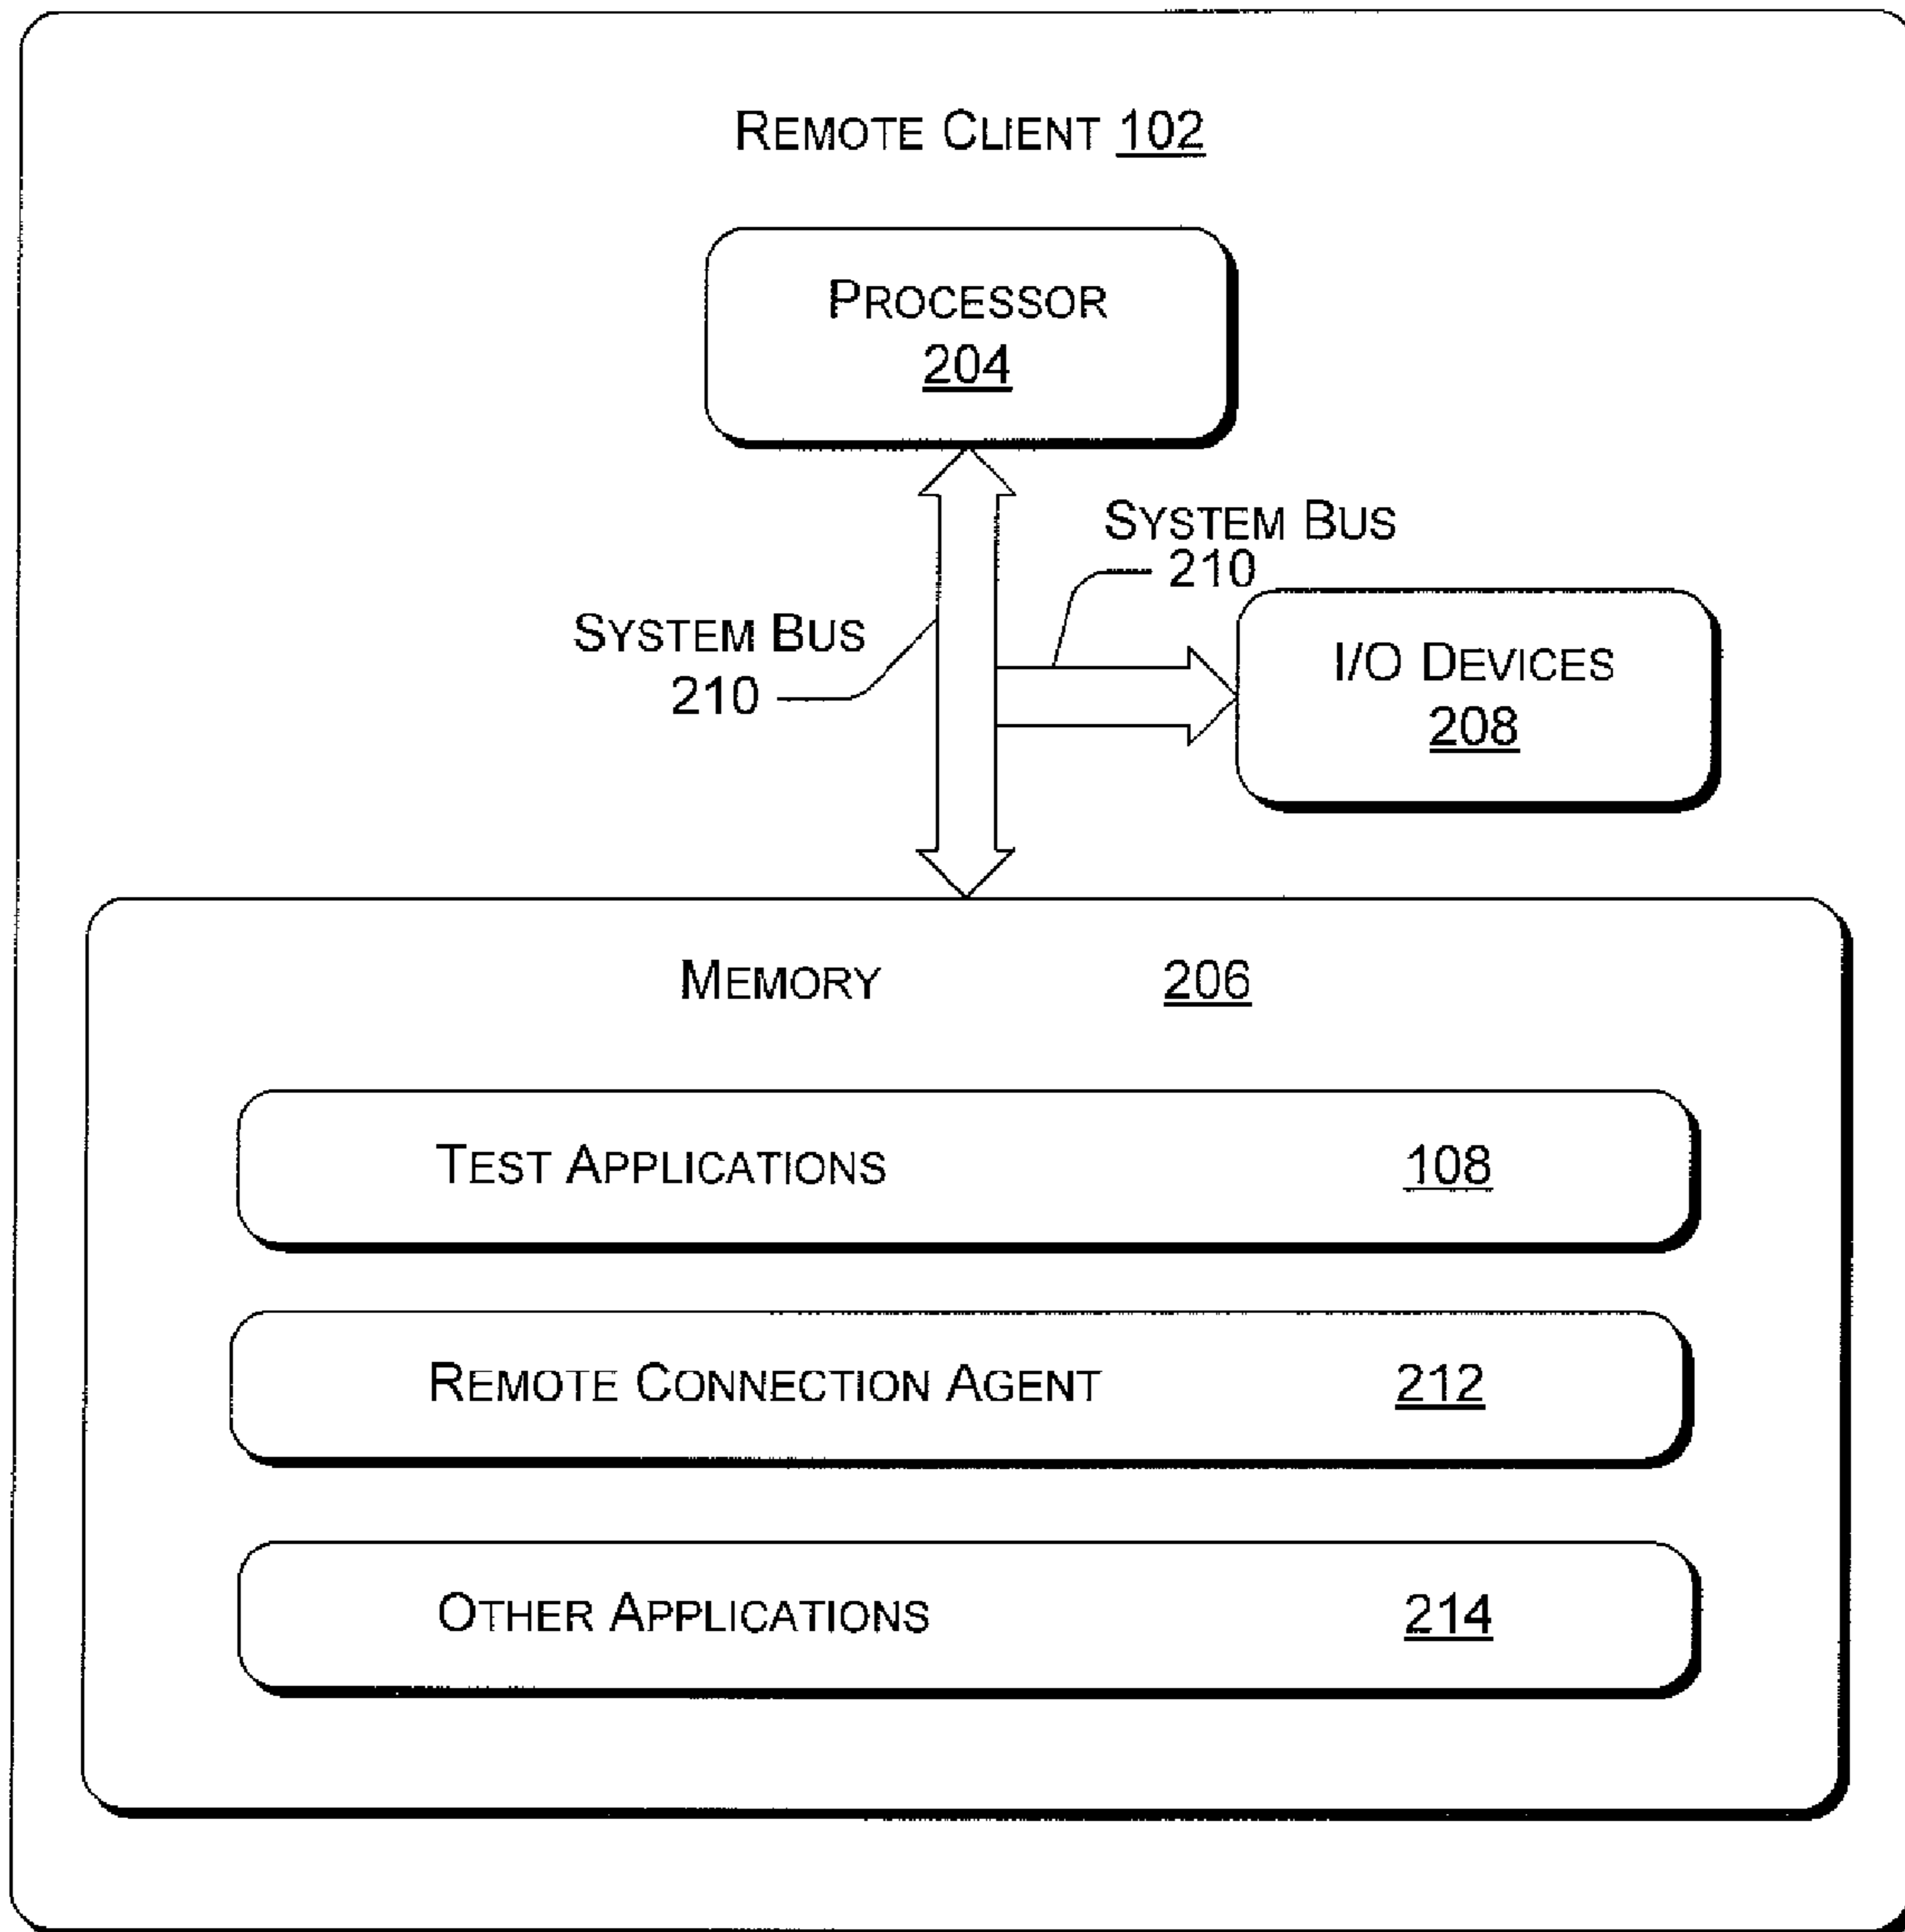 REMOTE CLIENT 102
PROCESSOR
204
SYSTEM BUS
210
SYSTEM BUS
210
I/O DEVICES
208
MEMORY 206
TEST APPLICATIONS 108
REMOTE CONNECTION AGENT 212
OTHER APPLICATIONS 214